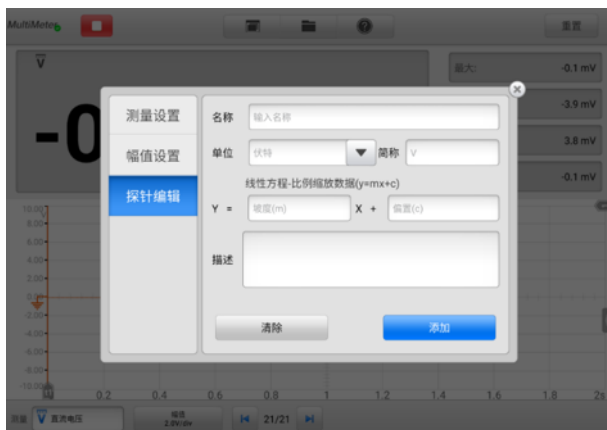 MultiMeter
重置
V
最大:
-0.1 mV
-0
-3.9 mV
3.8 mV
-0.1 mV
测量设置
幅值设置
探针编辑
名称
输入名称
单位
伏特
简称
V
线性方程-比例缩放数据(y=mx+c)
Y =
坡度(m)
X +
偏置(c)
描述
清除
添加
10.00
8.00
6.00
4.00
2.00
-2.00
-4.00
-6.00
-8.00
-10.00
0.2 0.4 0.6 0.8 1 1.2 1.4 1.6 1.8 2s
测量
V
直流电压
幅值
2.0V/div
21/21